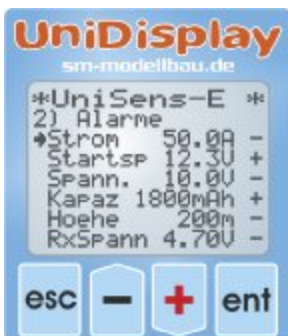 UniDisplay
sm-modellbau.de
*UniSens-E *
2) Alarme
→Strom 50.0A -
Startsp 12.3V +
Spann. 10.0V -
Kapaz 1800mAh +
Hoehe 200m -
RxSpann 4.70V -
esc - + ent